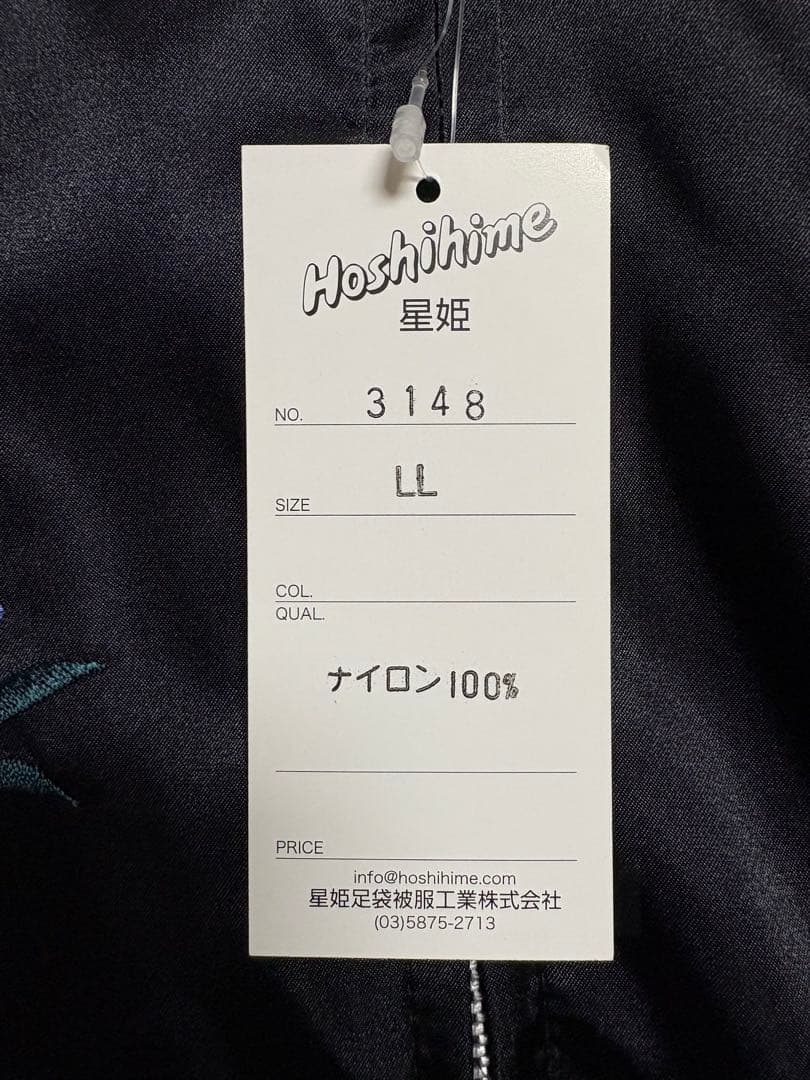 Hoshihime
星姫
NO. 3148
SIZE LL
COL.
QUAL.
ナイロン100%
PRICE
info@hoshihime.com
星姫足袋被服工業株式会社
(03)5875-2713